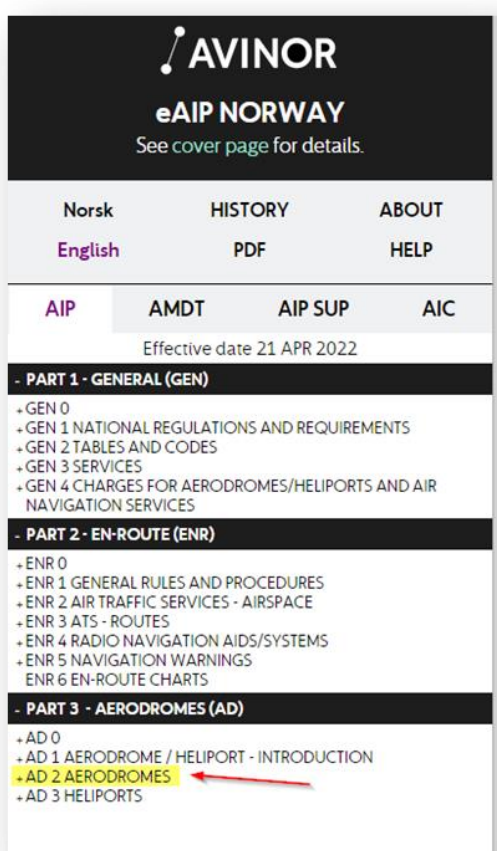 AVINOR
eAIP NORWAY
See cover page for details.
Norsk HISTORY ABOUT
English PDF HELP
AIP AMDT AIP SUP AIC
Effective date 21 APR 2022
- PART 1 - GENERAL (GEN)
+ GEN 0
+ GEN 1 NATIONAL REGULATIONS AND REQUIREMENTS
+ GEN 2 TABLES AND CODES
+ GEN 3 SERVICES
+ GEN 4 CHARGES FOR AERODROMES/HELIPORTS AND AIR
NAVIGATION SERVICES
- PART 2 - EN-ROUTE (ENR)
+ ENR 0
+ ENR 1 GENERAL RULES AND PROCEDURES
+ ENR 2 AIR TRAFFIC SERVICES - AIRSPACE
+ ENR 3 ATS - ROUTES
+ ENR 4 RADIO NAVIGATION AIDS/SYSTEMS
+ ENR 5 NAVIGATION WARNINGS
ENR 6 EN-ROUTE CHARTS
- PART 3 - AERODROMES (AD)
+ AD 0
+ AD 1 AERODROME / HELIPORT - INTRODUCTION
+ AD 2 AERODROMES
+ AD 3 HELIPORTS